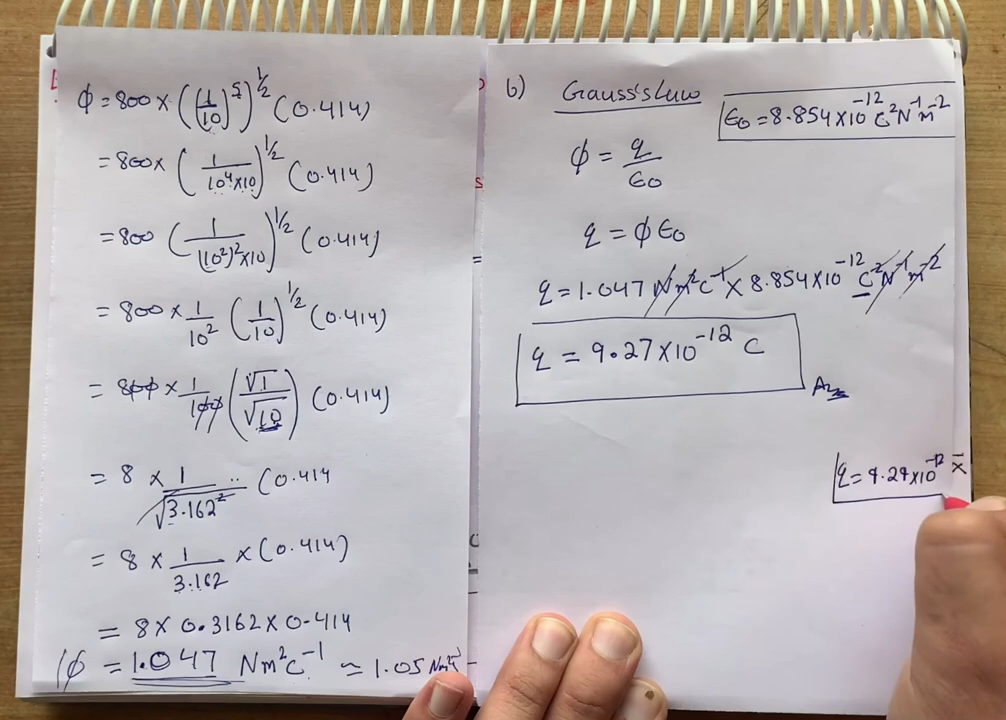 φ = 800 × ((1/10)^5)^1/2 (0.414)
= 800 × (1/10^4×10)^1/2 (0.414)
= 800 (1/(10^2)^2×10)^1/2 (0.414)
= 800 × 1/10^2 (1/10)^1/2 (0.414)
= 800 × 1/100 (√1/√10) (0.414)
= 8 × 1/√3.162^2 (0.414
= 8 × 1/3.162 × (0.414)
= 8 × 0.3162 × 0.414
φ = 1.047 Nm^2C^-1 ≈ 1.05
b) Gauss's Law
ε0 = 8.854 × 10^-12 C^2N^-1m^-2
φ = q/ε0
q = φ ε0
q = 1.047 Nm^2C^-1 × 8.854 × 10^-12 C^2N^-1m^-2
q = 9.27 × 10^-12 C
Ans
q = 9.27 × 10^-12